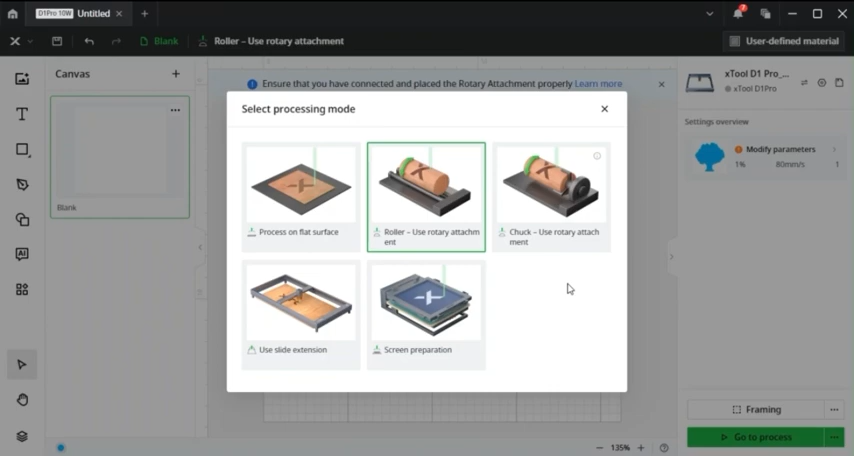 D1Pro 10W Untitled
7
Blank
Roller – Use rotary attachment
User-defined material
Canvas
Blank
Ensure that you have connected and placed the Rotary Attachment properly Learn more
Select processing mode
Process on flat surface
Roller – Use rotary attachm
ent
Chuck – Use rotary attach
ment
Use slide extension
Screen preparation
xTool D1 Pro_...
xTool D1Pro
Settings overview
Modify parameters
1% 80mm/s 1
AI
135%
Framing
Go to process